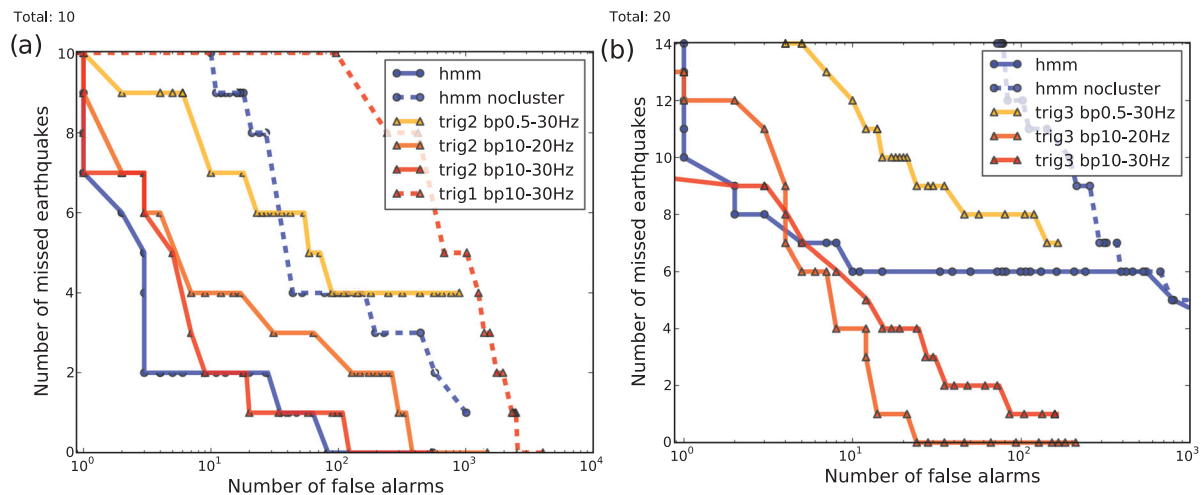 Total: 10
(a)
10
8
6
4
2
0
Number of missed earthquakes
10^0
10^1
10^2
10^3
10^4
Number of false alarms
hmm
hmm nocluster
trig2 bp0.5-30Hz
trig2 bp10-20Hz
trig2 bp10-30Hz
trig1 bp10-30Hz
Total: 20
(b)
14
12
10
8
6
4
2
0
Number of missed earthquakes
10^0
10^1
10^2
10^3
Number of false alarms
hmm
hmm nocluster
trig3 bp0.5-30Hz
trig3 bp10-20Hz
trig3 bp10-30Hz